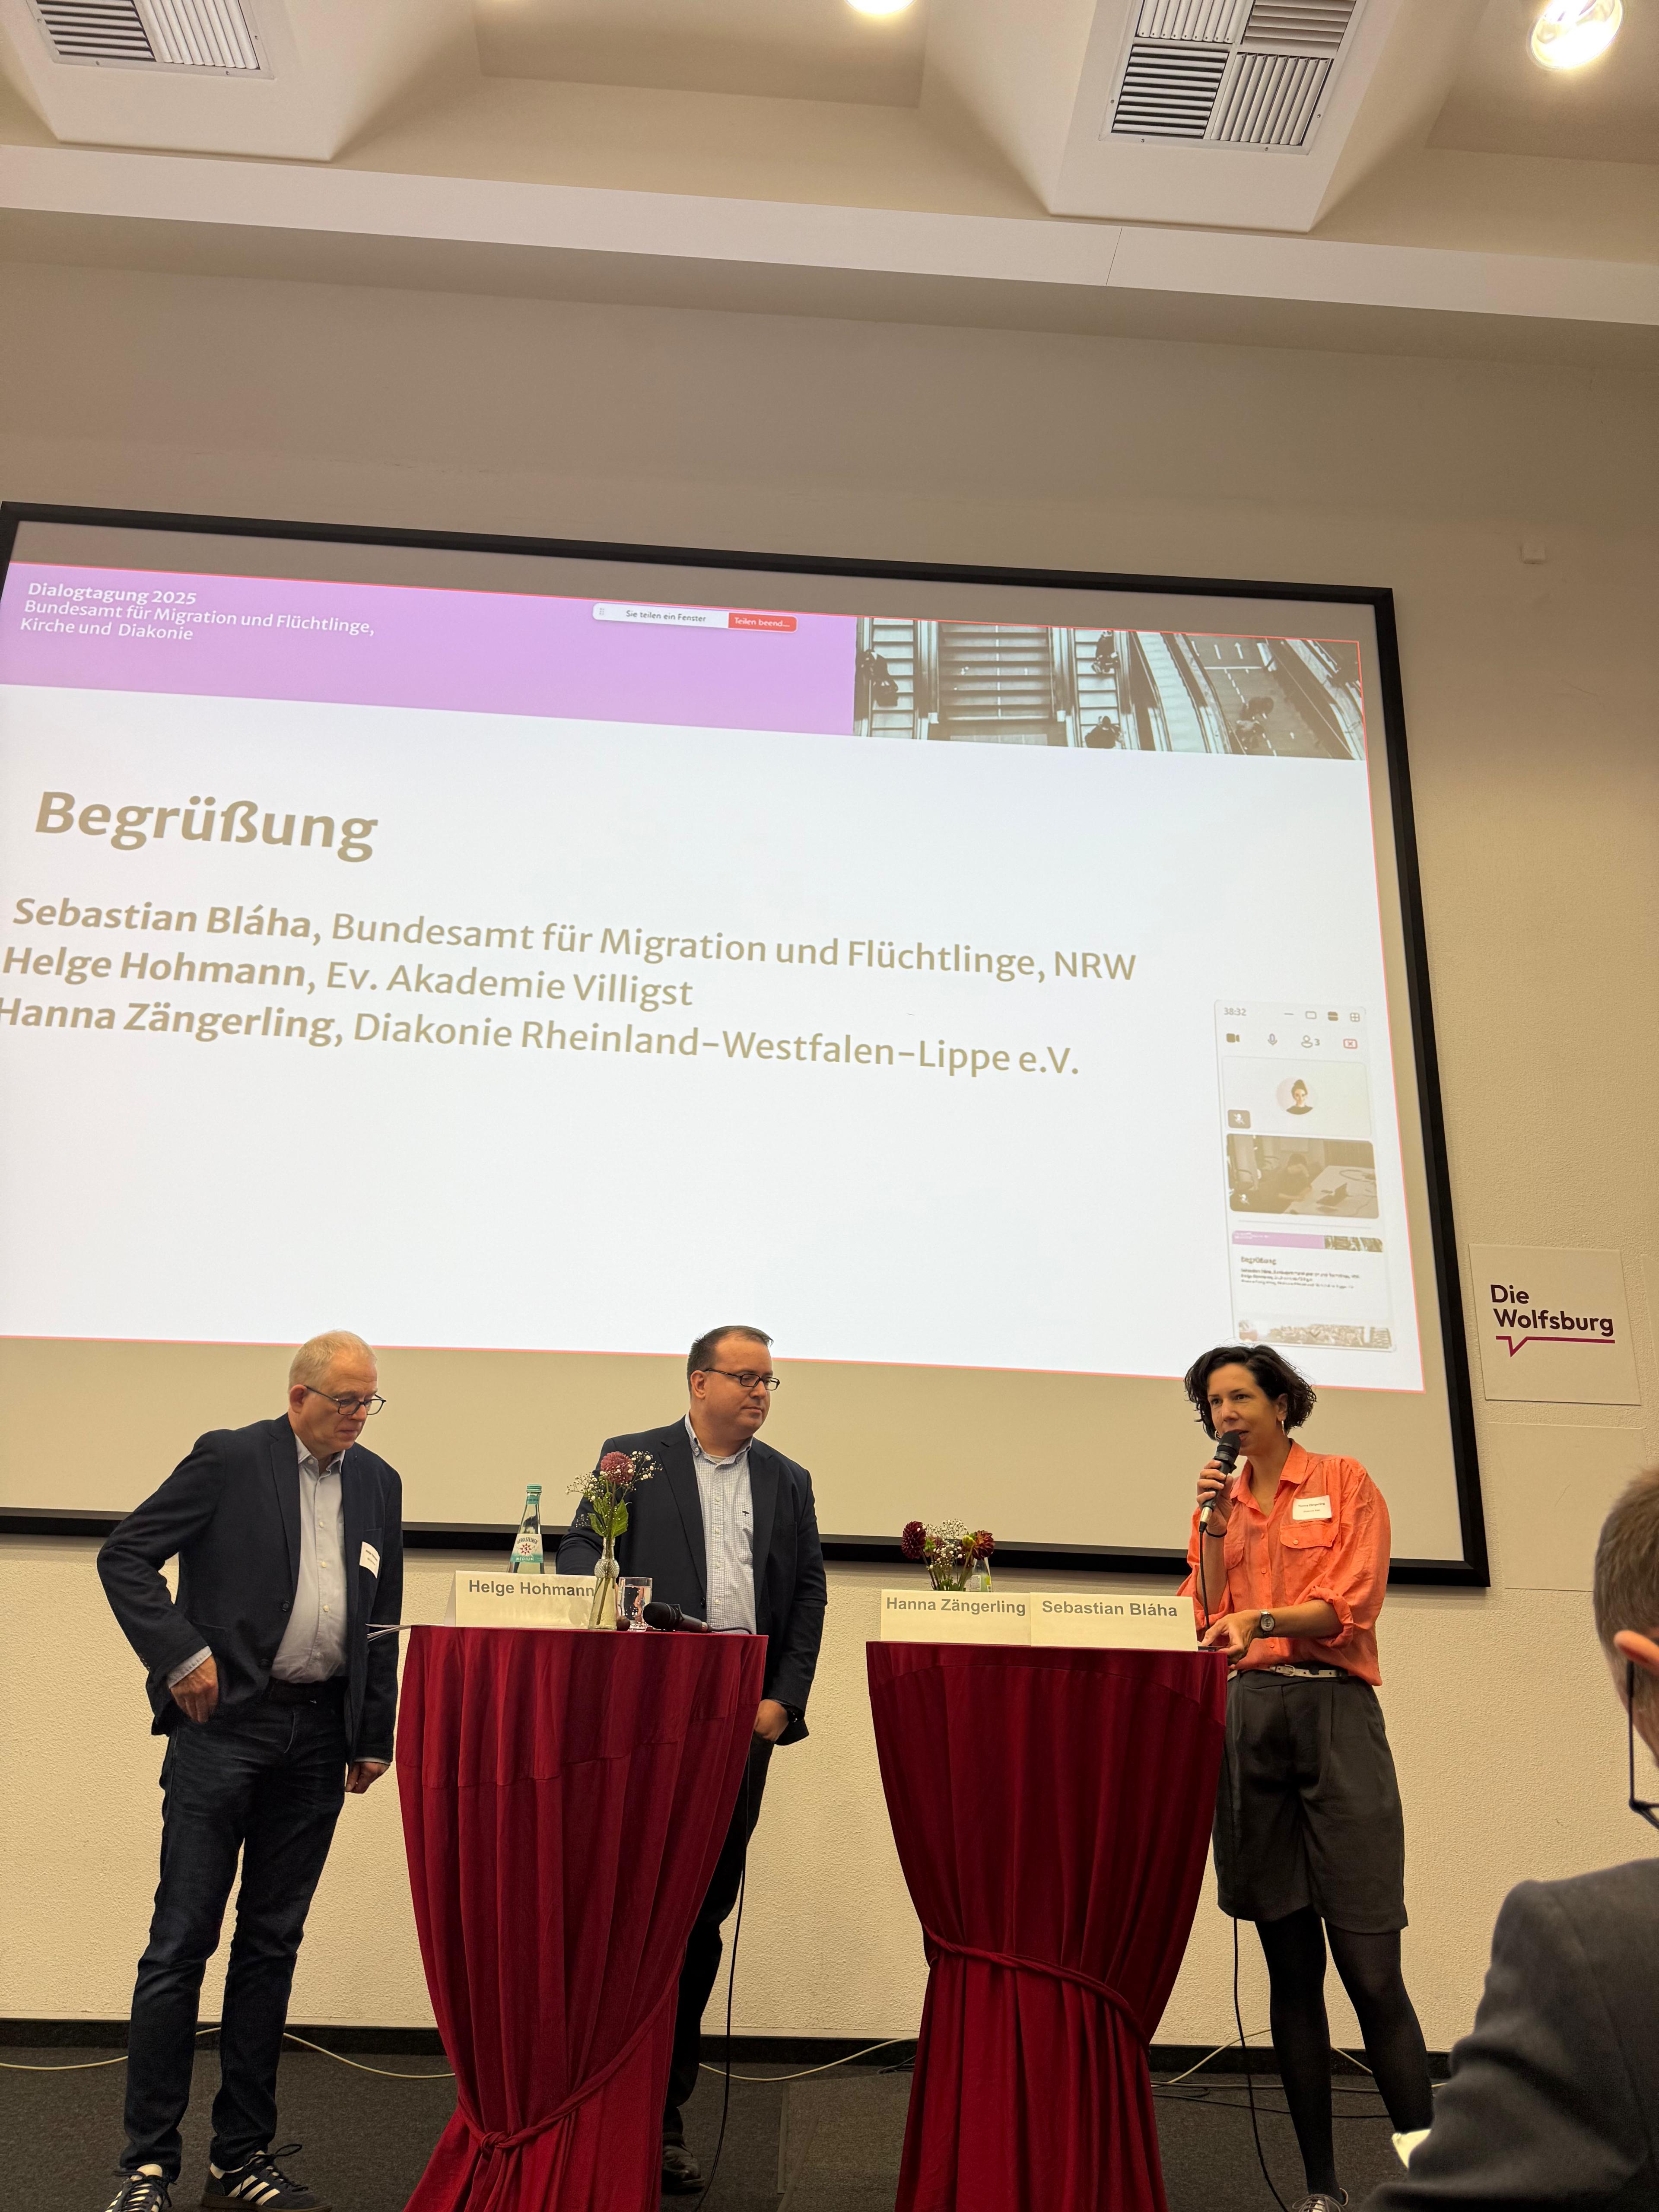 Dialogtagung 2025
Bundesamt für Migration und Flüchtlinge,
Kirche und Diakonie
Sie teilen ein Fenster
Teilen beend...
Begrüßung
Sebastian Bláha, Bundesamt für Migration und Flüchtlinge, NRW
Helge Hohmann, Ev. Akademie Villigst
Hanna Zängerling, Diakonie Rheinland-Westfalen-Lippe e.V.
38:32
3
Begrüßung
Die
Wolfsburg
Helge Hohmann
Hanna Zängerling
Sebastian Bláha